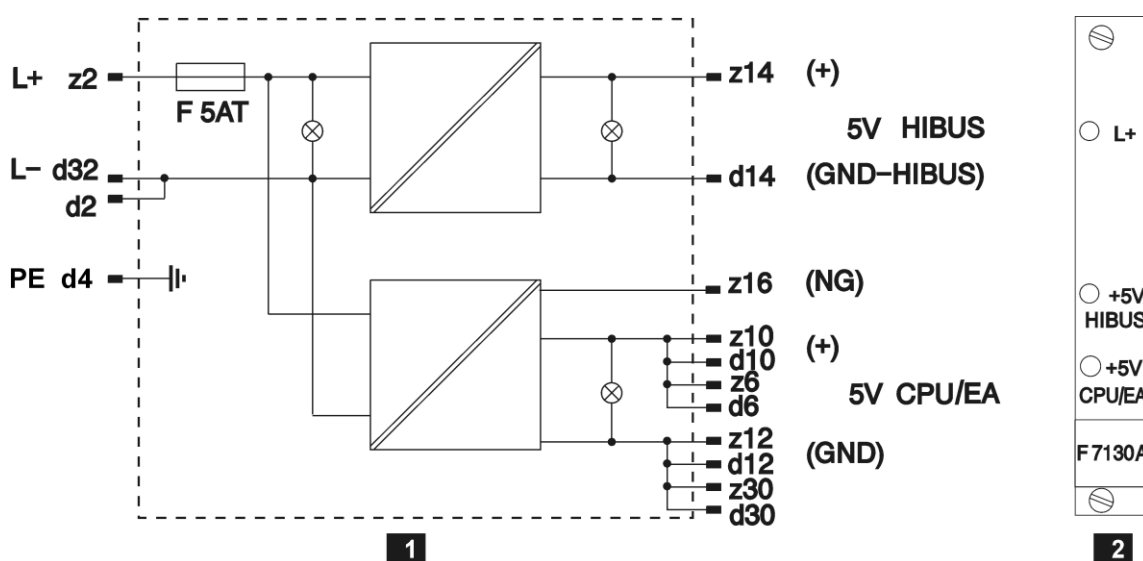 L+ z2
F 5AT
L− d32
d2
PE d4
z14 (+)
5V HIBUS
d14 (GND−HIBUS)
z16 (NG)
z10 (+)
d10
z6
d6
5V CPU/EA
z12 (GND)
d12
z30
d30
1
L+
+5V
HIBUS
+5V
CPU/EA
F 7130A
2